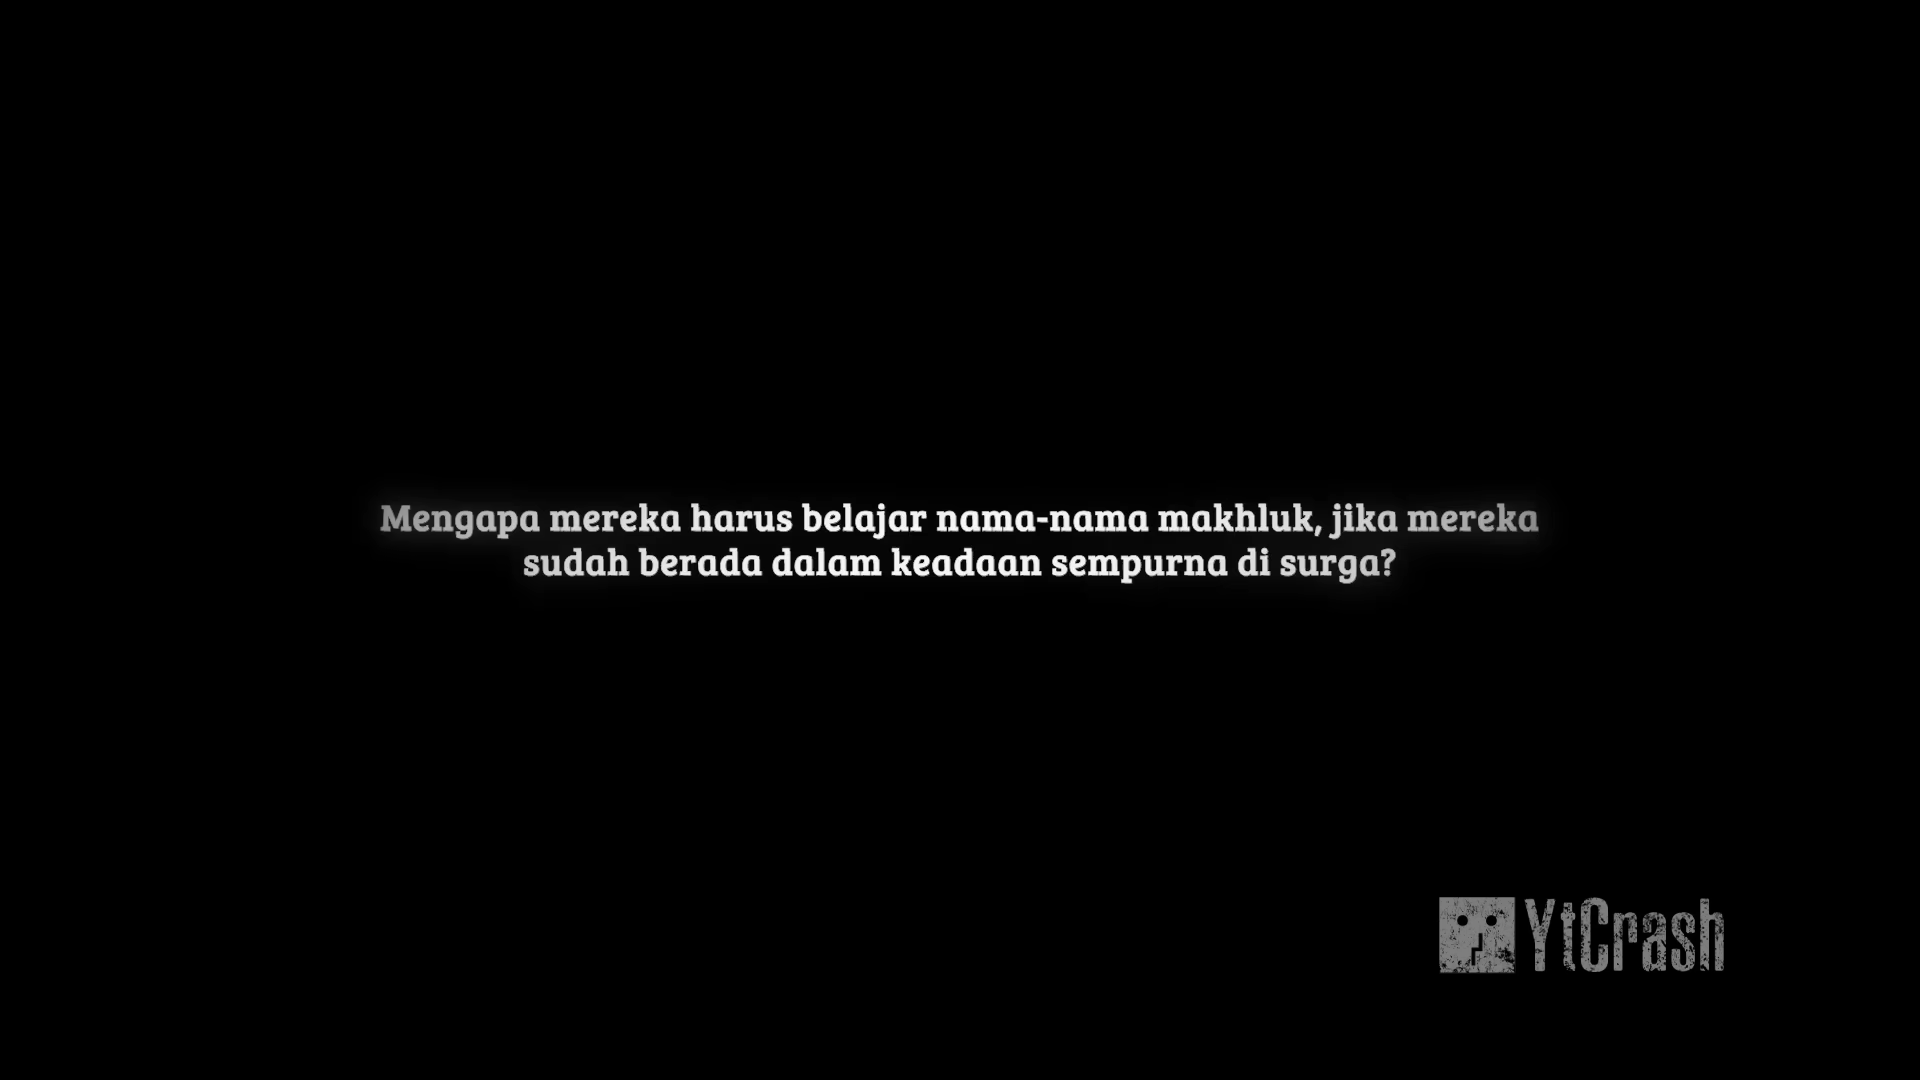 Mengapa mereka harus belajar nama-nama makhluk, jika mereka
sudah berada dalam keadaan sempurna di surga?
YtCrash